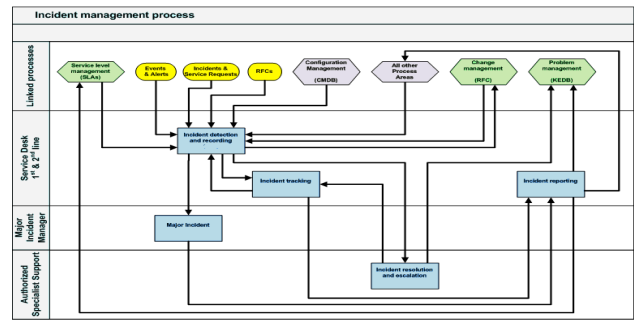 Incident management process
Linked processes
Service level
management
(SLAs)
Events
& Alerts
Incidents &
Service Requests
RFCs
Configuration
Management
(CMDB)
All other
Process
Areas
Change
management
(RFC)
Problem
management
(KEDB)
Service Desk
1st & 2nd line
Incident detection
and recording
Incident tracking
Incident reporting
Major
Incident
Manager
Major Incident
Authorized
Specialist Support
Incident resolution
and escalation